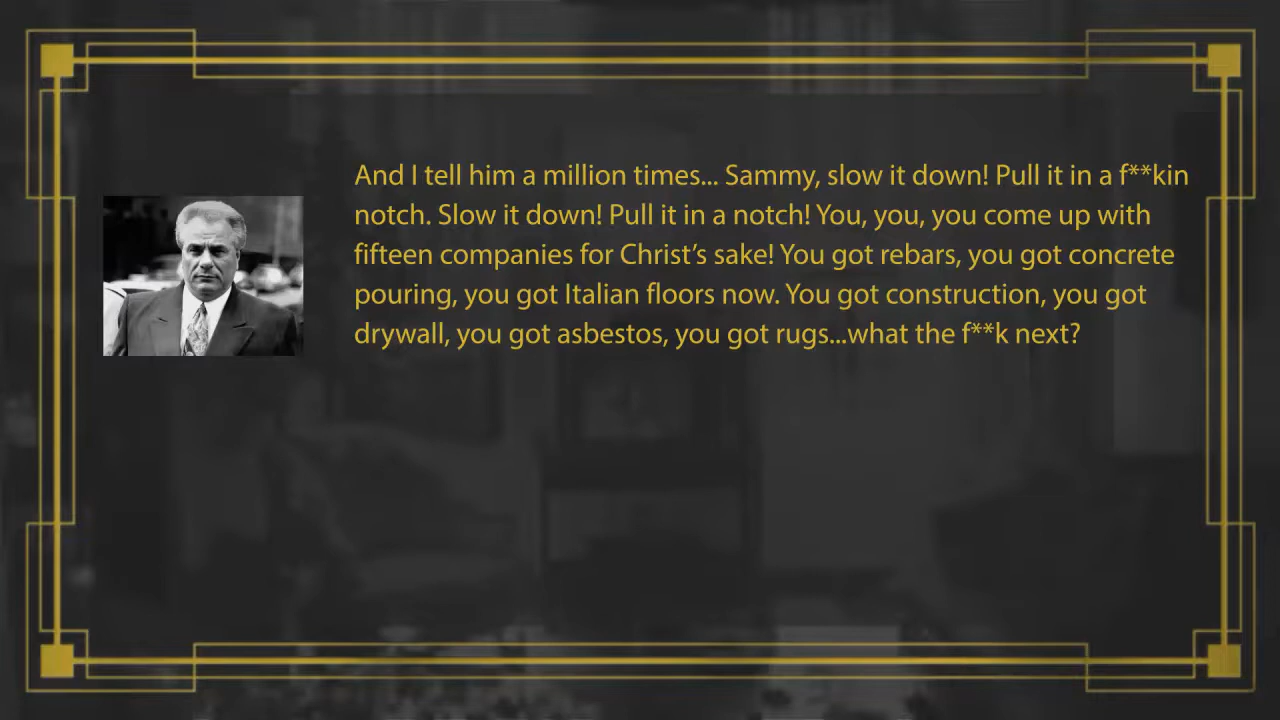 And I tell him a million times... Sammy, slow it down! Pull it in a f**kin
notch. Slow it down! Pull it in a notch! You, you, you come up with
fifteen companies for Christ’s sake! You got rebars, you got concrete
pouring, you got Italian floors now. You got construction, you got
drywall, you got asbestos, you got rugs...what the f**k next?